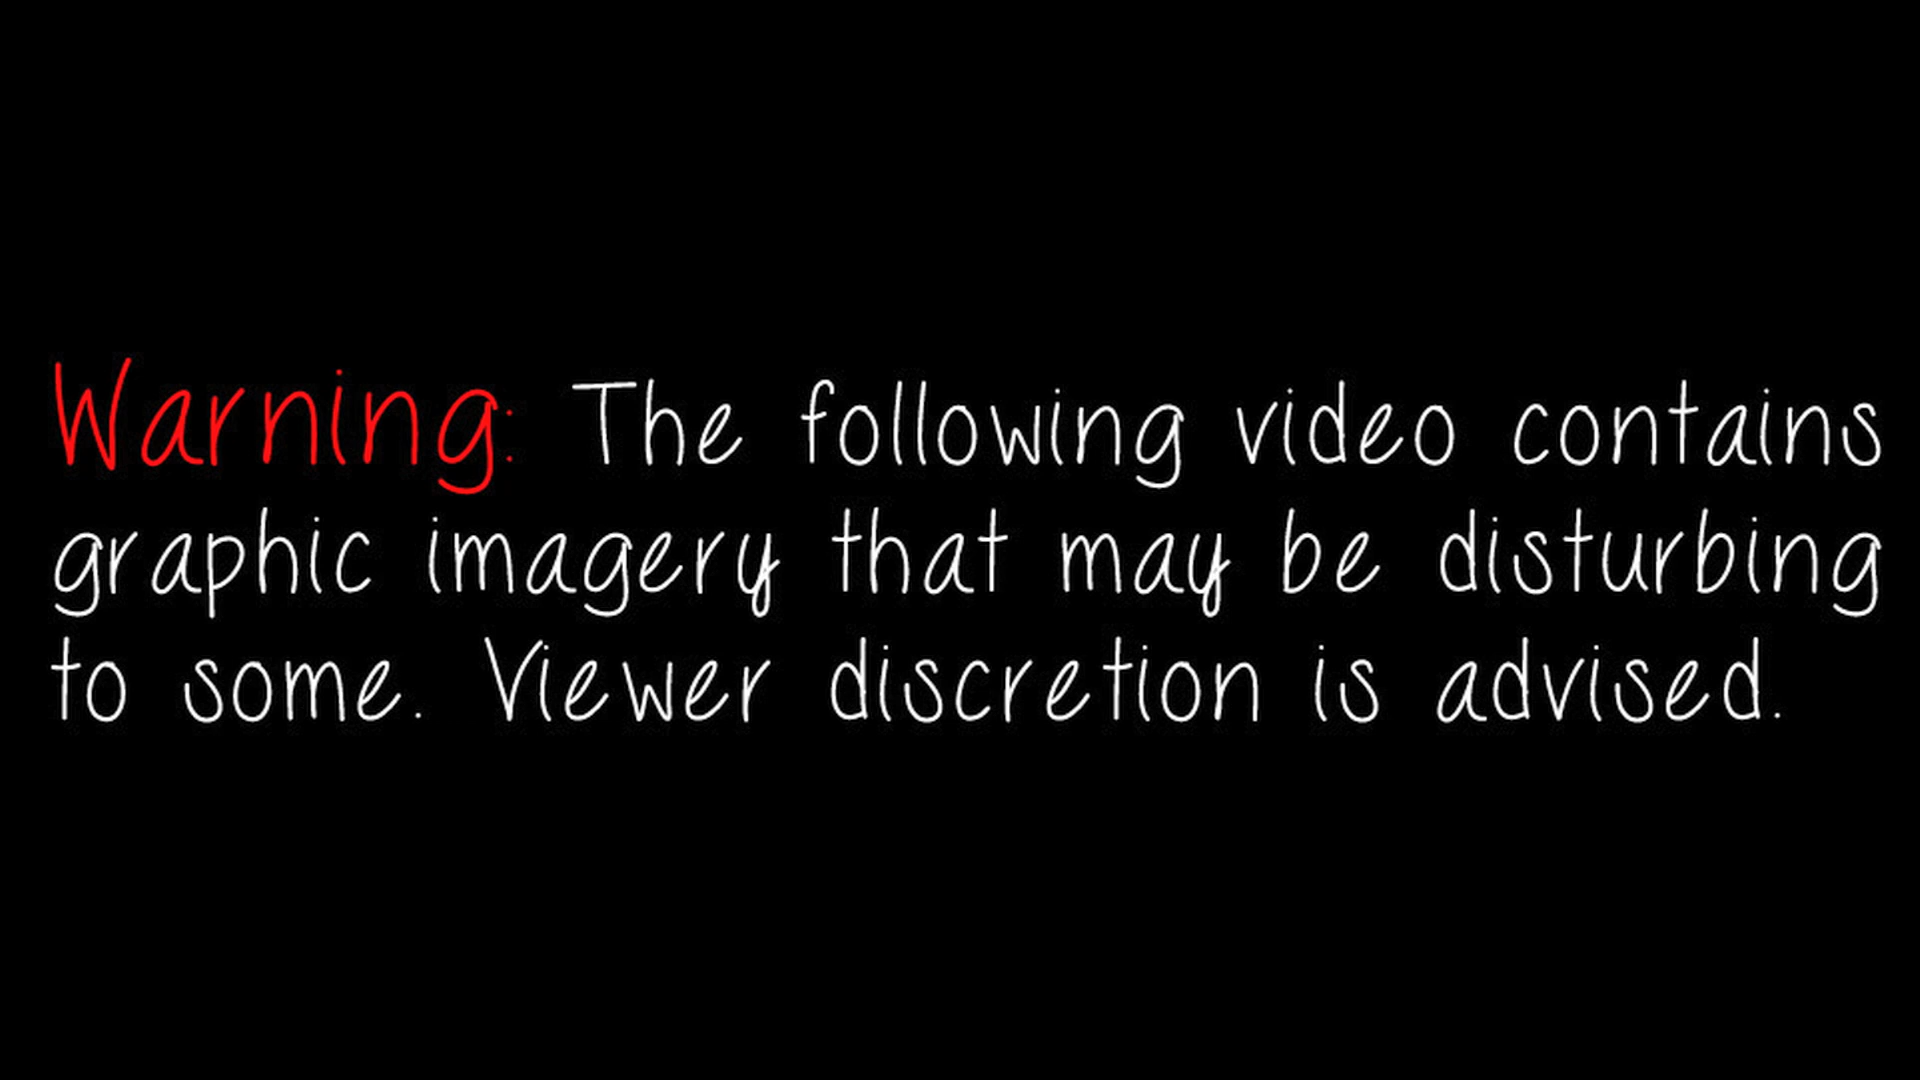 Warning: The following video contains
graphic imagery that may be disturbing
to some. Viewer discretion is advised.